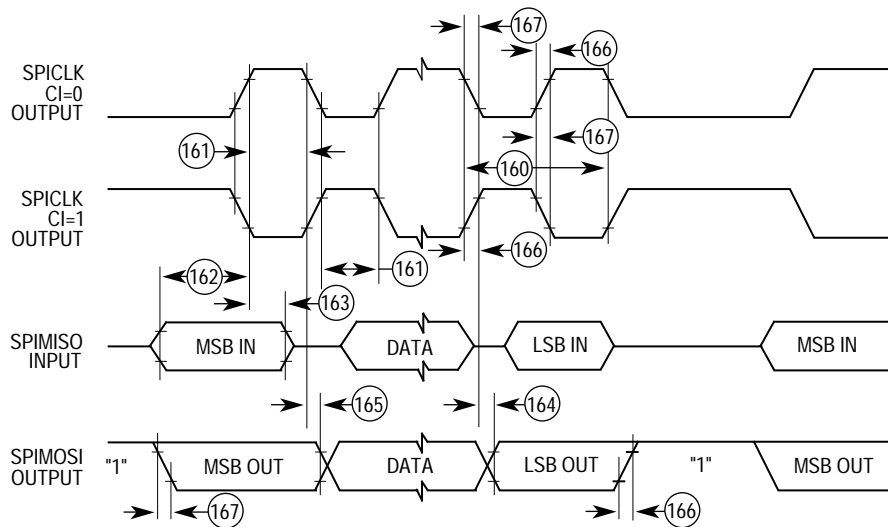 167
166
SPICLK
CI=0
OUTPUT
161
167
160
SPICLK
CI=1
OUTPUT
166
162
161
163
SPIMISO
INPUT
MSB IN
DATA
LSB IN
MSB IN
165
164
SPIMOSI
OUTPUT
"1"
MSB OUT
DATA
LSB OUT
"1"
MSB OUT
167
166